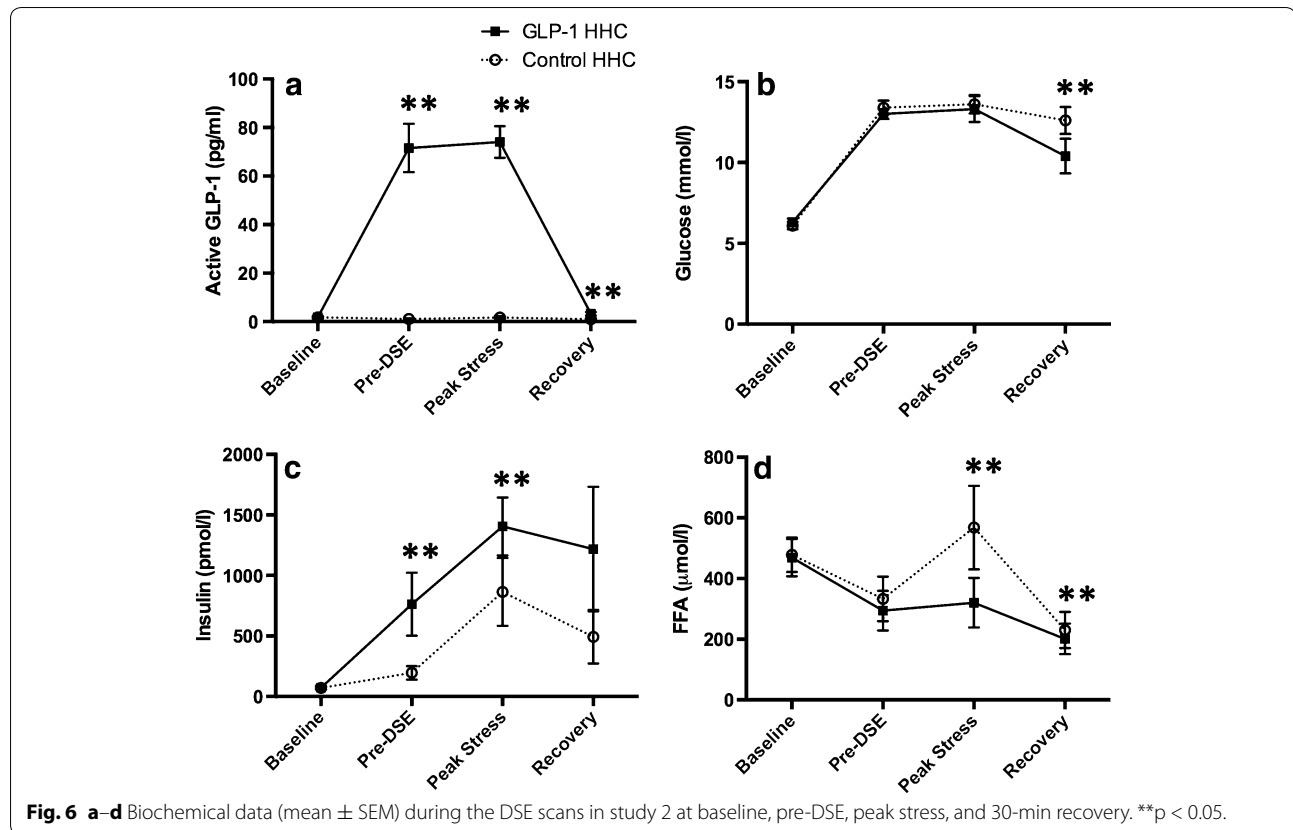 GLP-1 HHC
Control HHC
a
**
**
**
Active GLP-1 (pg/ml)
100
80
60
40
20
0
Baseline
Pre-DSE
Peak Stress
Recovery
b
**
Glucose (mmol/l)
15
10
5
0
Baseline
Pre-DSE
Peak Stress
Recovery
c
**
**
Insulin (pmol/l)
2000
1500
1000
500
0
Baseline
Pre-DSE
Peak Stress
Recovery
d
**
**
FFA (μmol/l)
800
600
400
200
0
Baseline
Pre-DSE
Peak Stress
Recovery
Fig. 6 a–d Biochemical data (mean ± SEM) during the DSE scans in study 2 at baseline, pre-DSE, peak stress, and 30-min recovery. **p < 0.05.